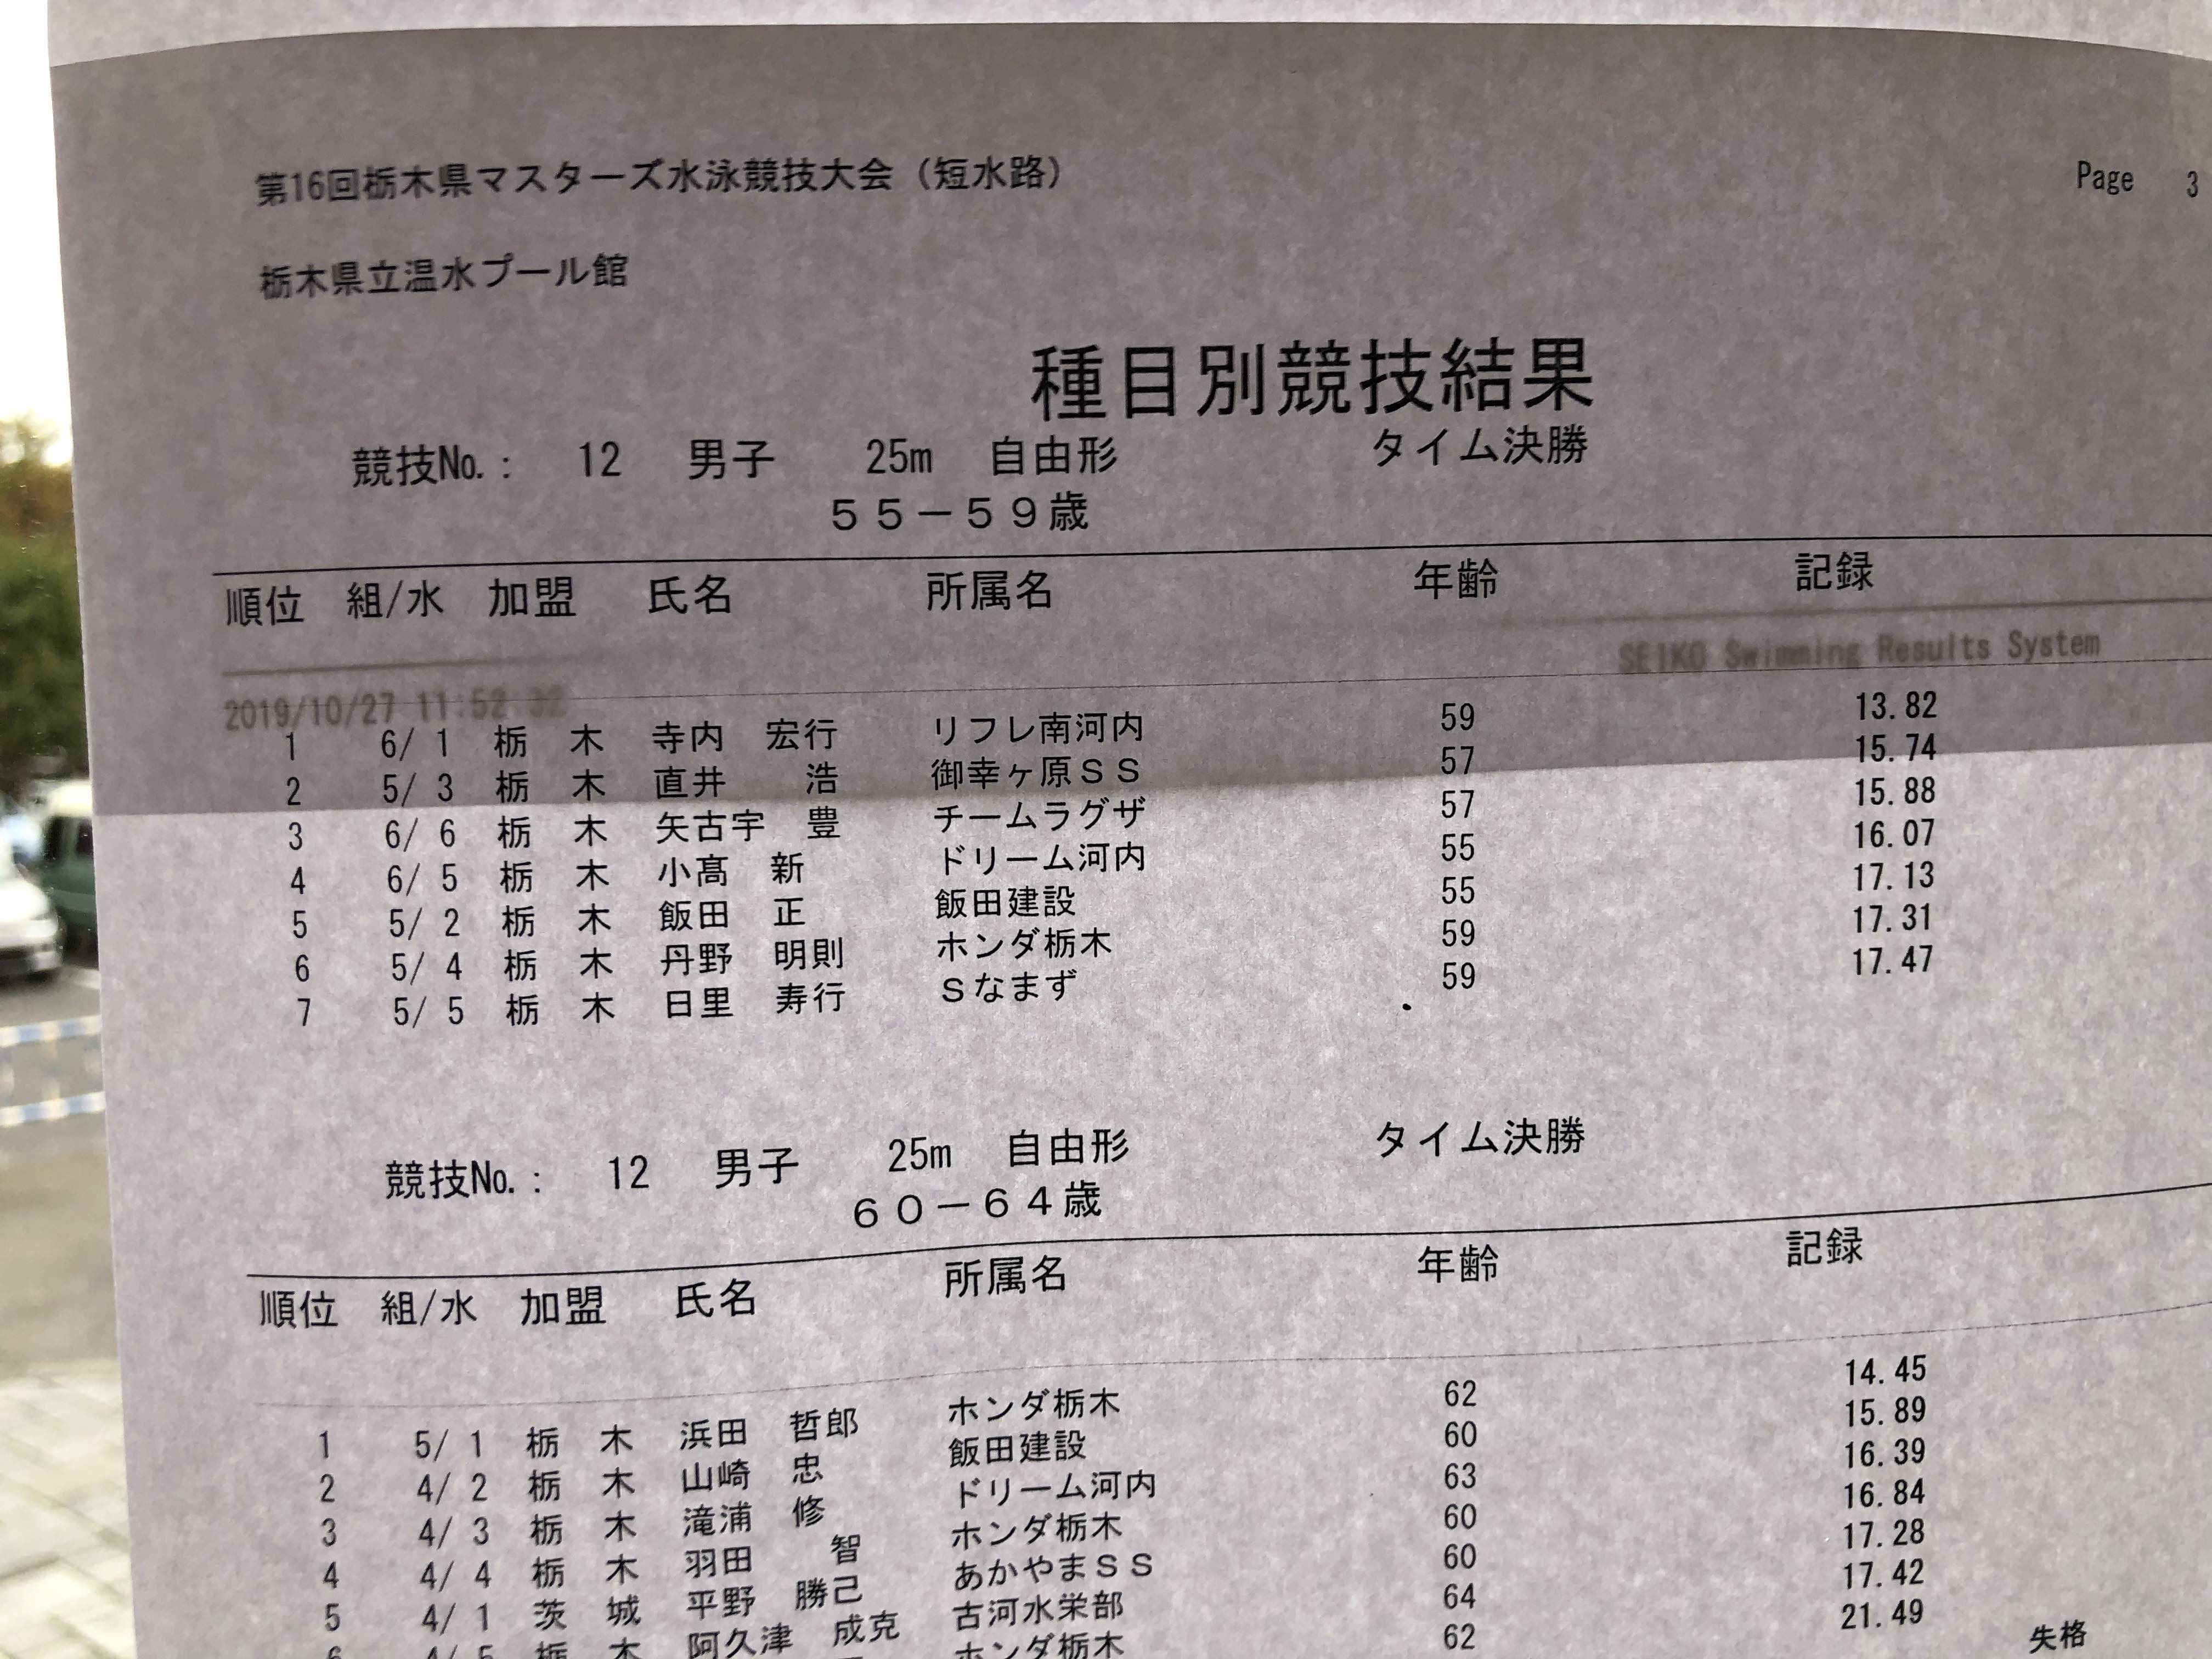 第16回栃木県マスターズ水泳競技大会（短水路）
Page 3
栃木県立温水プール館
種目別競技結果
競技No.: 12 男子 25m 自由形 タイム決勝
５５－５９歳
順位 組/水 加盟 氏名 所属名 年齢 記録
SEIKO Swimming Results System
2019/10/27 11:52 32
1 6/ 1 栃 木 寺内 宏行 リフレ南河内 59 13.82
2 5/ 3 栃 木 直井 浩 御幸ヶ原ＳＳ 57 15.74
3 6/ 6 栃 木 矢古宇 豊 チームラグザ 57 15.88
4 6/ 5 栃 木 小髙 新 ドリーム河内 55 16.07
5 5/ 2 栃 木 飯田 正 飯田建設 55 17.13
6 5/ 4 栃 木 丹野 明則 ホンダ栃木 59 17.31
7 5/ 5 栃 木 日里 寿行 Ｓなまず 59 17.47
競技No.: 12 男子 25m 自由形 タイム決勝
６０－６４歳
順位 組/水 加盟 氏名 所属名 年齢 記録
1 5/ 1 栃 木 浜田 哲郎 ホンダ栃木 62 14.45
2 4/ 2 栃 木 山崎 忠 飯田建設 60 15.89
3 4/ 3 栃 木 滝浦 修 ドリーム河内 63 16.39
4 4/ 4 栃 木 羽田 智 ホンダ栃木 60 16.84
5 4/ 1 茨 城 平野 勝己 あかやまＳＳ 60 17.28
6 4/ 5 栃 木 阿久津 成克 古河水栄部 64 17.42
ホンダ栃木 62 21.49
失格